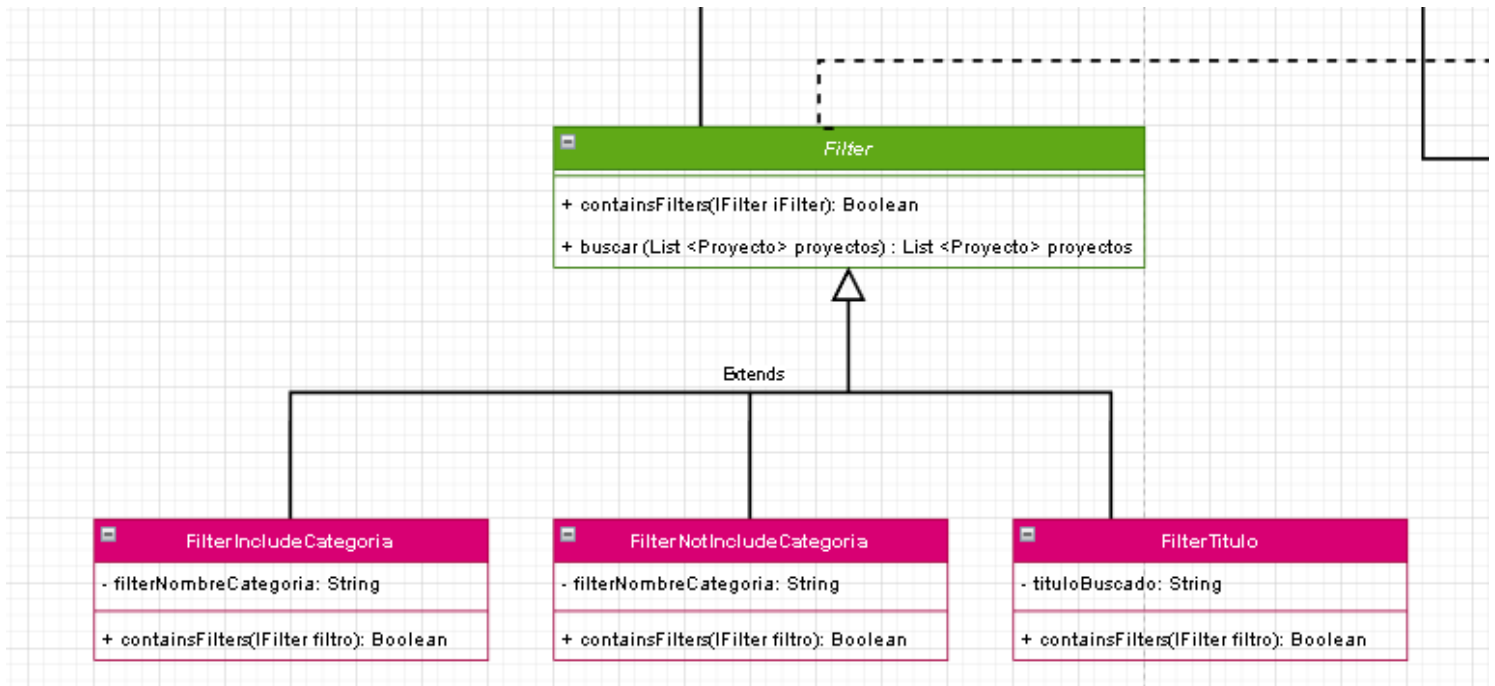 Filter
+ containsFilters(IFilter iFilter): Boolean
+ buscar (List <Proyecto> proyectos) : List <Proyecto> proyectos
Extends
FilterIncludeCategoria
- filterNombreCategoria: String
+ containsFilters(IFilter filtro): Boolean
FilterNotIncludeCategoria
- filterNombreCategoria: String
+ containsFilters(IFilter filtro): Boolean
FilterTitulo
- tituloBuscado: String
+ containsFilters(IFilter filtro): Boolean